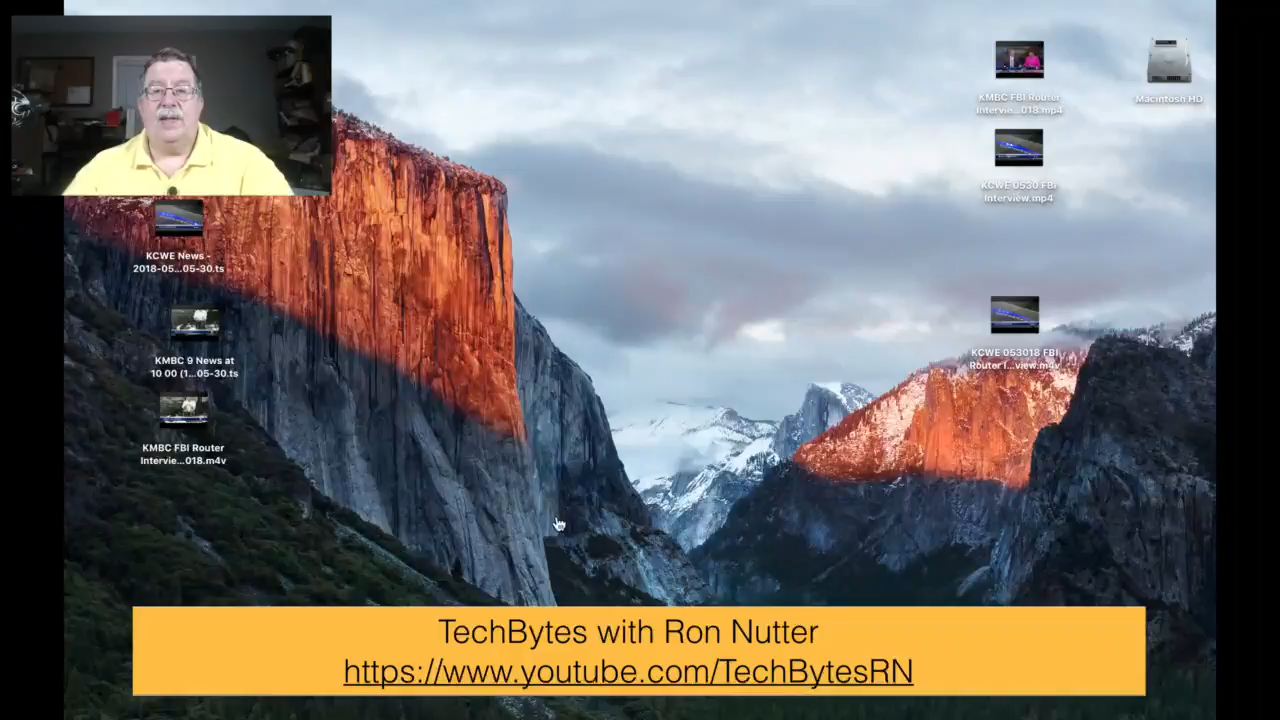 KMBC FBI Router
Intervie...018.mp4
Macintosh HD
KCWE 0530 FBI
Interview.mp4
KCWE News -
2018-05...05-30.ts
KMBC 9 News at
10 00 (1...05-30.ts
KCWE 053018 FBI
Router I...view.m4v
KMBC FBI Router
Intervie...018.m4v
TechBytes with Ron Nutter
https://www.youtube.com/TechBytesRN